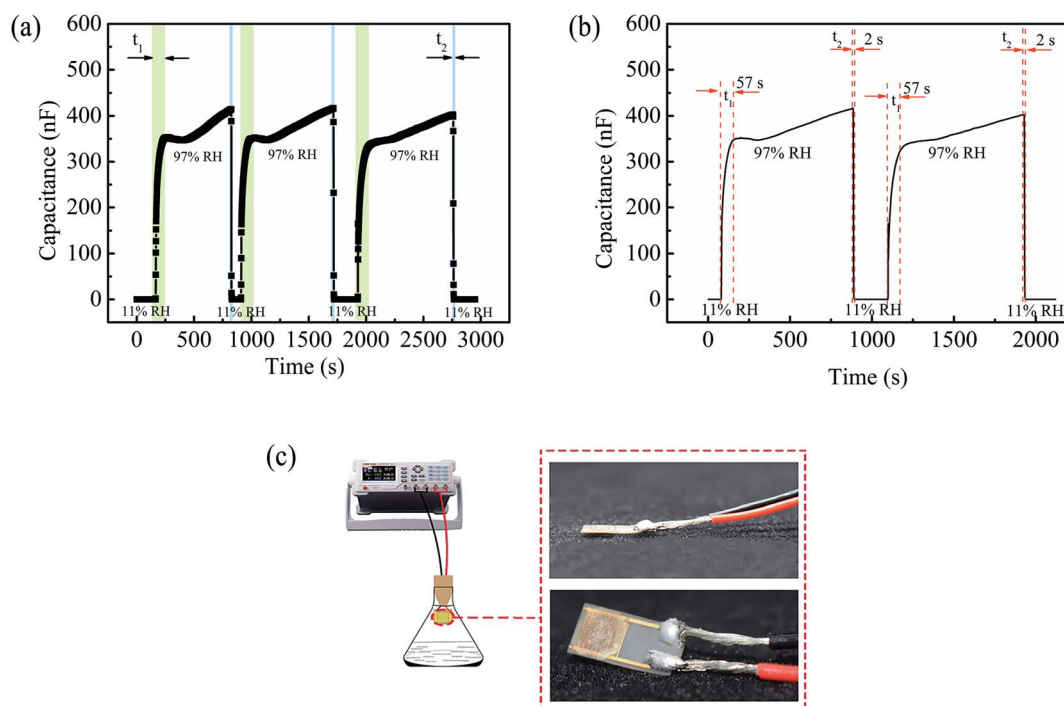 (a)
600
500
400
300
200
100
0
Capacitance (nF)
t1
t2
97% RH
97% RH
97% RH
11% RH
11% RH
11% RH
11% RH
0
500
1000
1500
2000
2500
3000
Time (s)
(b)
600
500
400
300
200
100
0
Capacitance (nF)
t2
2 s
t2
2 s
57 s
t1
57 s
t1
97% RH
97% RH
11% RH
11% RH
11% RH
0
500
1000
1500
2000
Time (s)
(c)